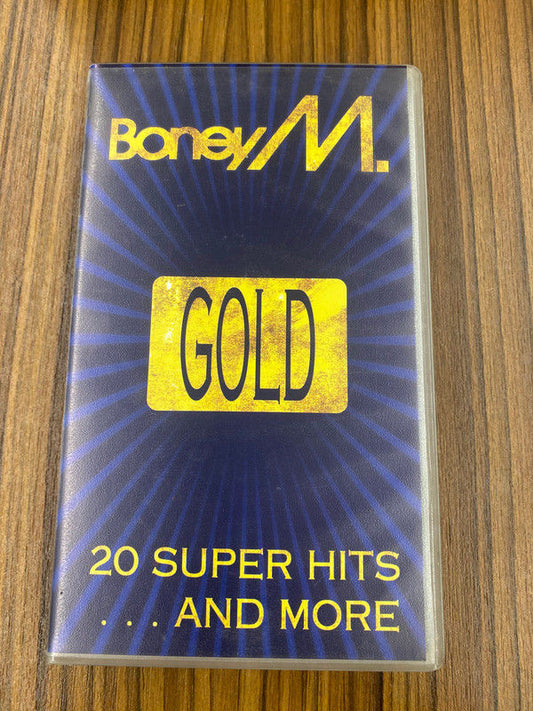 Boney M.
GOLD
20 SUPER HITS
. . . AND MORE